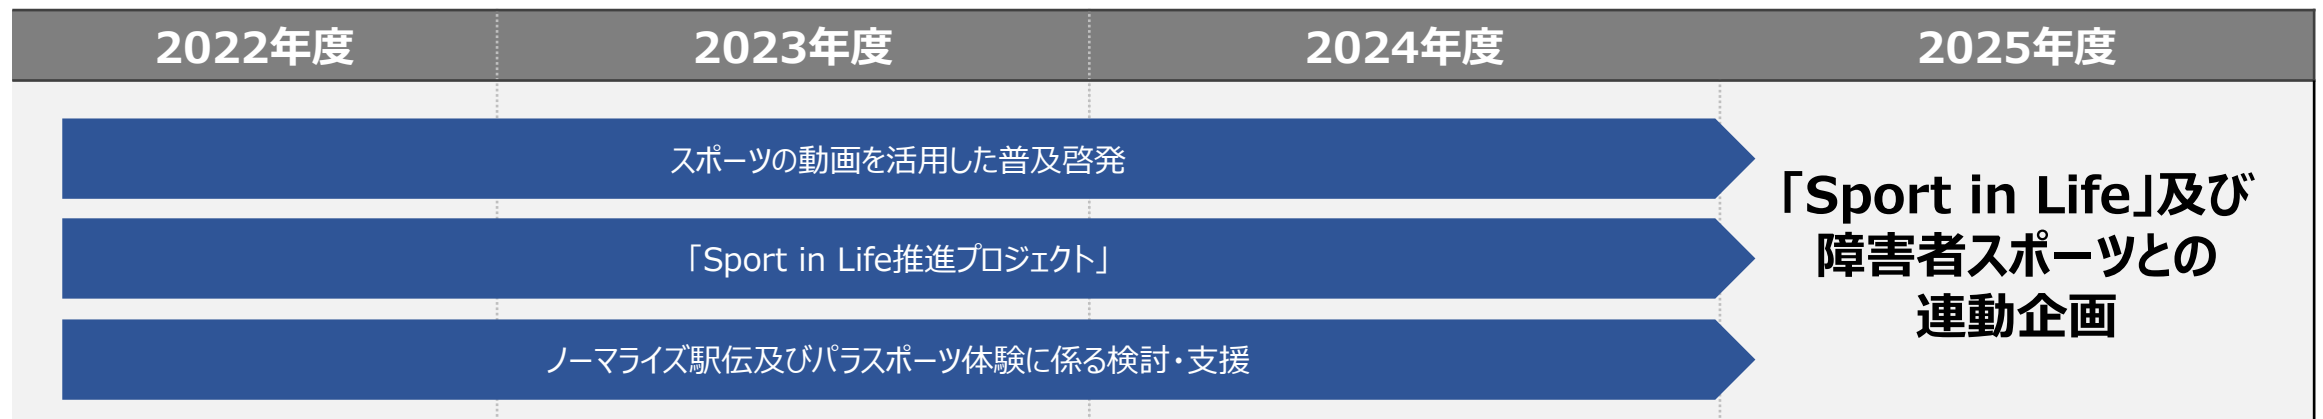 2022年度
2023年度
2024年度
2025年度
スポーツの動画を活用した普及啓発
「Sport in Life推進プロジェクト」
ノーマライズ駅伝及びパラスポーツ体験に係る検討・支援
「Sport in Life」及び
障害者スポーツとの
連動企画